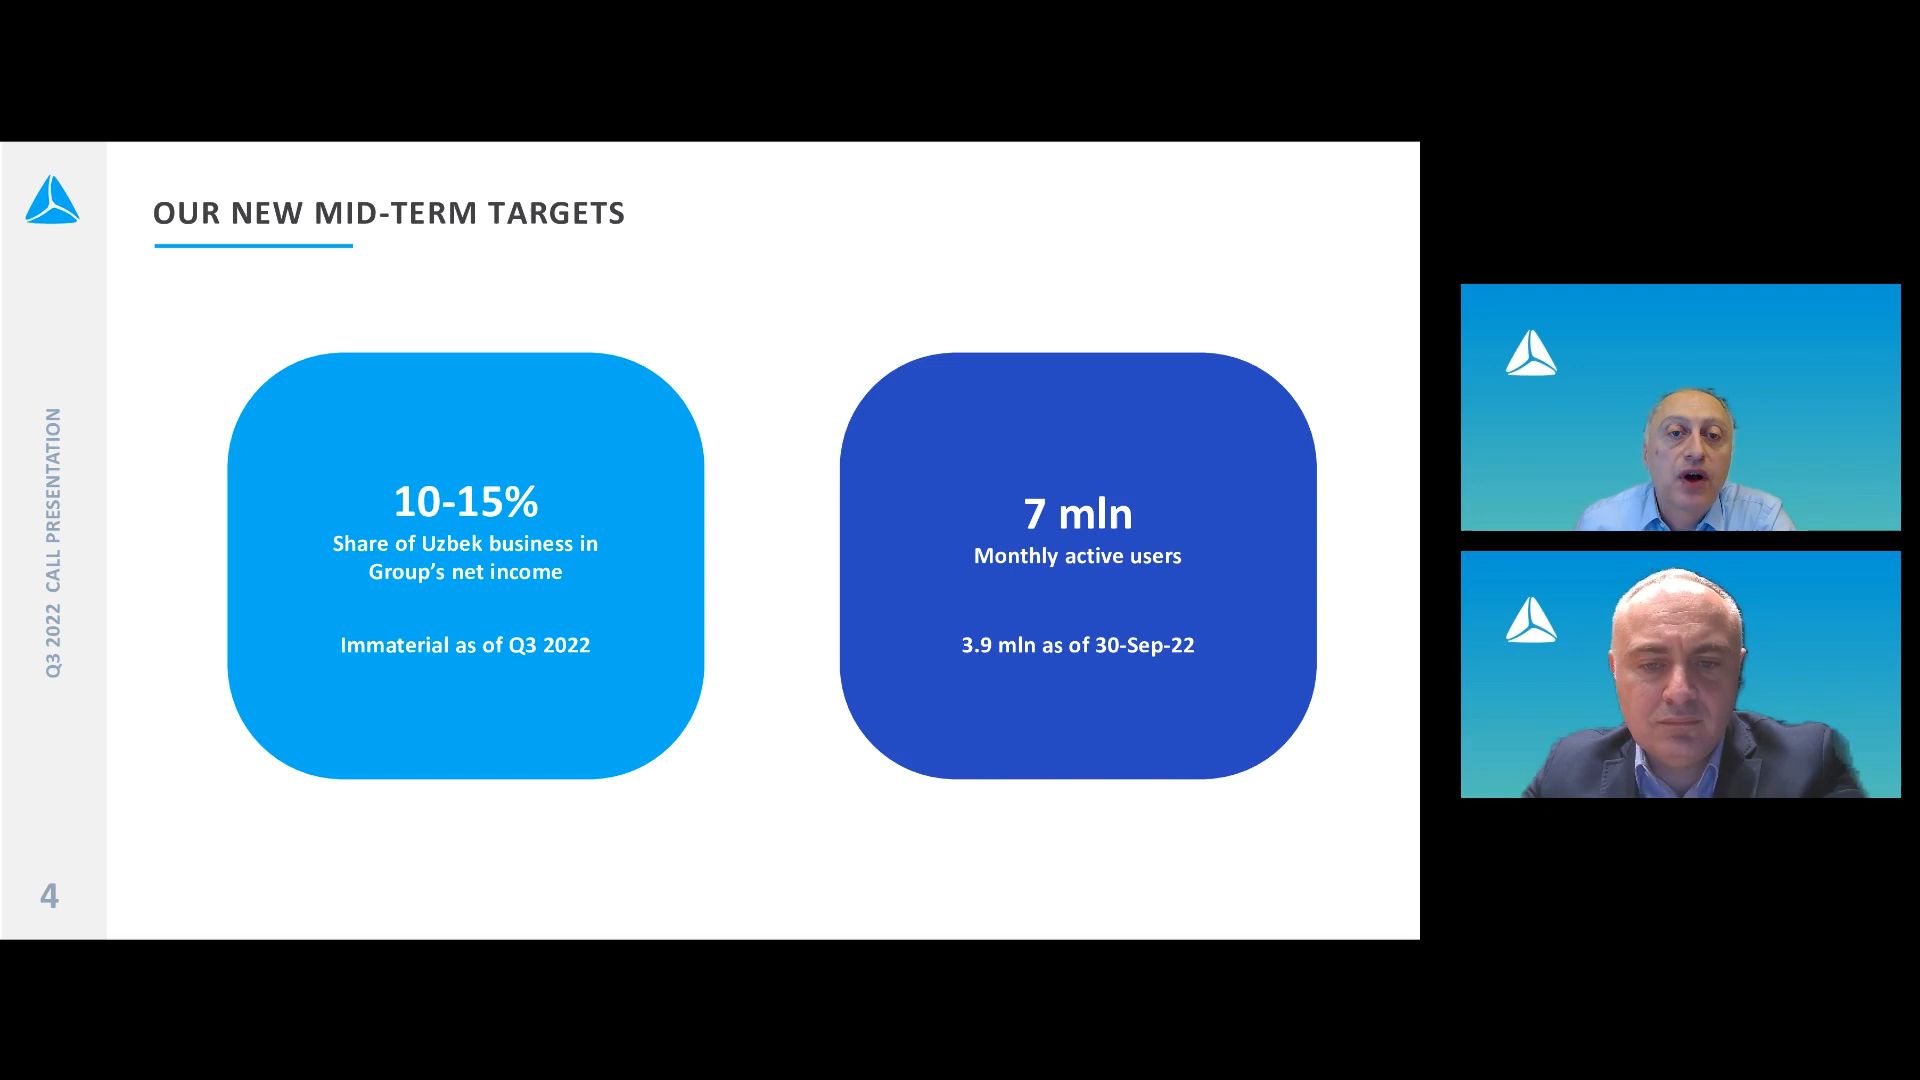 OUR NEW MID-TERM TARGETS
10-15%
Share of Uzbek business in
Group’s net income
Immaterial as of Q3 2022
7 mln
Monthly active users
3.9 mln as of 30-Sep-22
Q3 2022 CALL PRESENTATION
4